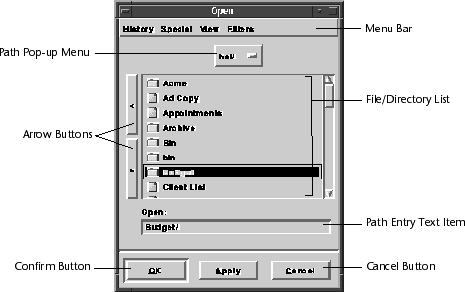 Open
History Special View Filters
Menu Bar
Path Pop-up Menu
Acme
Ad Copy
Appointments
Archive
Bin
bin
Budget
Client List
File/Directory List
Arrow Buttons
Open:
Budget/
Path Entry Text Item
Confirm Button
OK
Apply
Cancel
Cancel Button